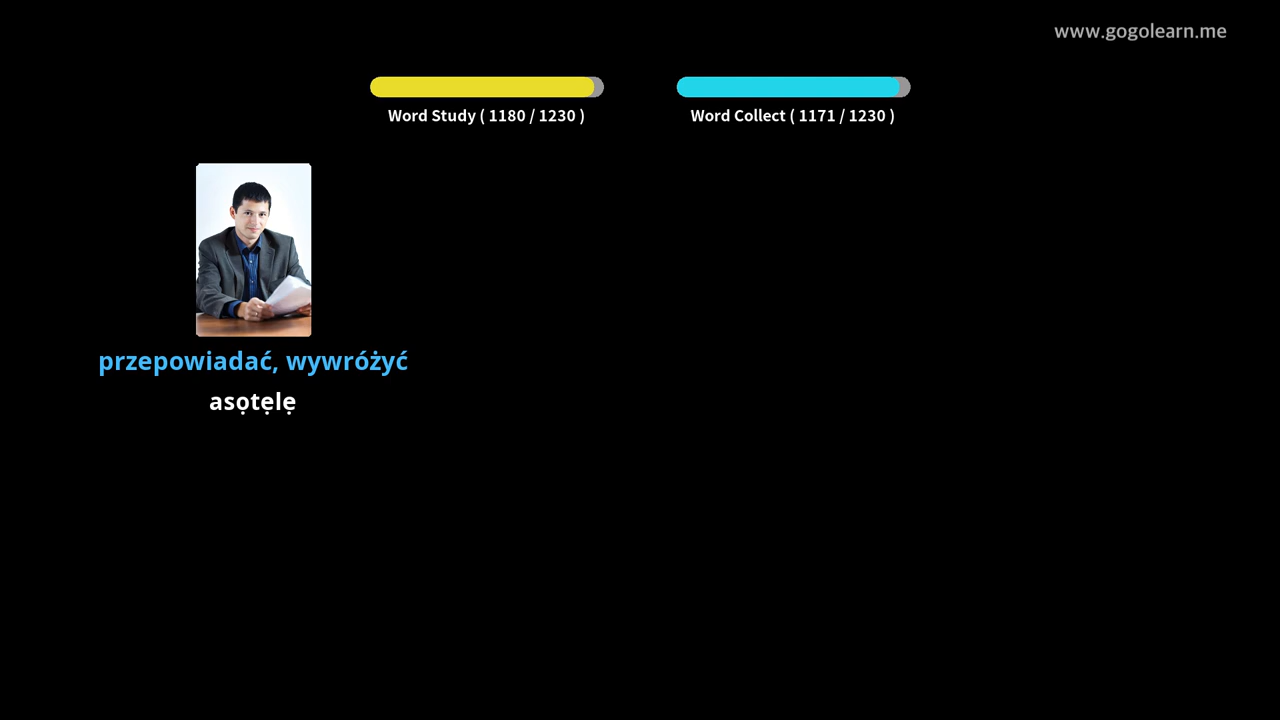 www.gogolearn.me
Word Study ( 1180 / 1230 )
Word Collect ( 1171 / 1230 )
przepowiadać, wywróżyć
asọtẹlẹ